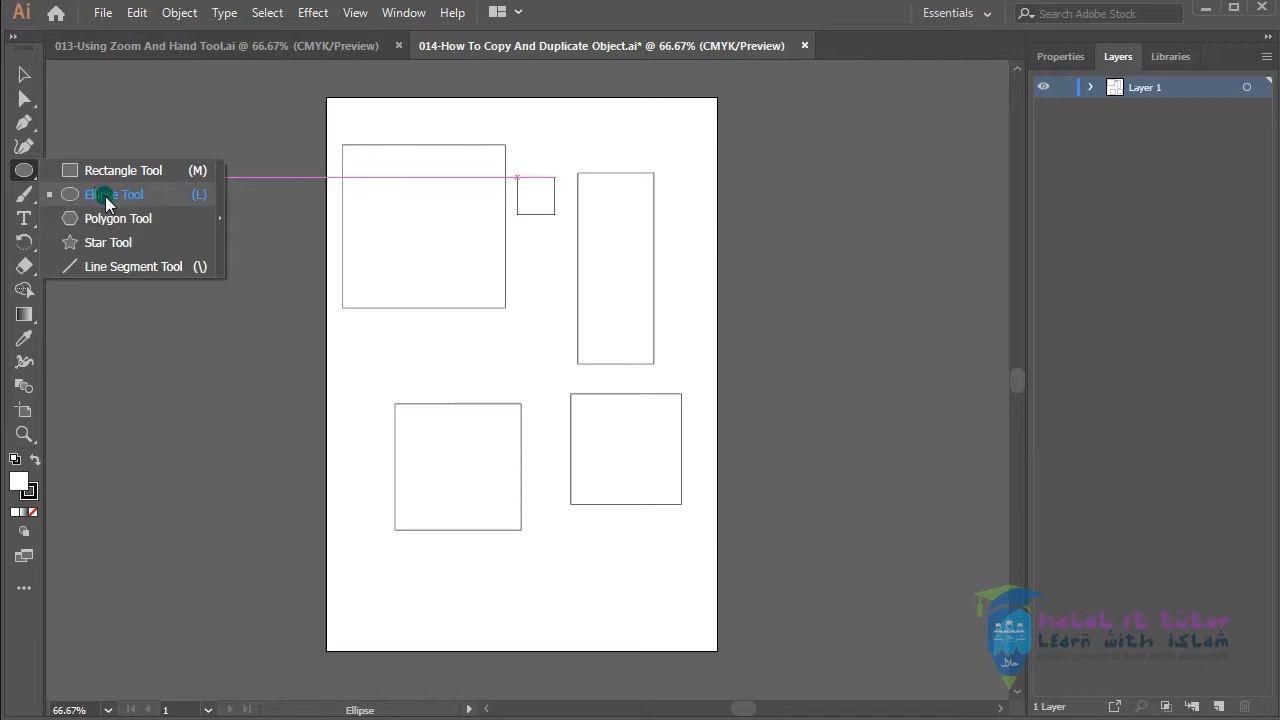 Ai File Edit Object Type Select Effect View Window Help Essentials Search Adobe Stock
013-Using Zoom And Hand Tool.ai @ 66.67% (CMYK/Preview) × 014-How To Copy And Duplicate Object.ai* @ 66.67% (CMYK/Preview) ×
Properties Layers Libraries
Layer 1
Rectangle Tool (M)
Ellipse Tool (L)
Polygon Tool
Star Tool
Line Segment Tool (\)
halal it tutor
Learn with islam
حلال
66.67% 1 Ellipse 1 Layer